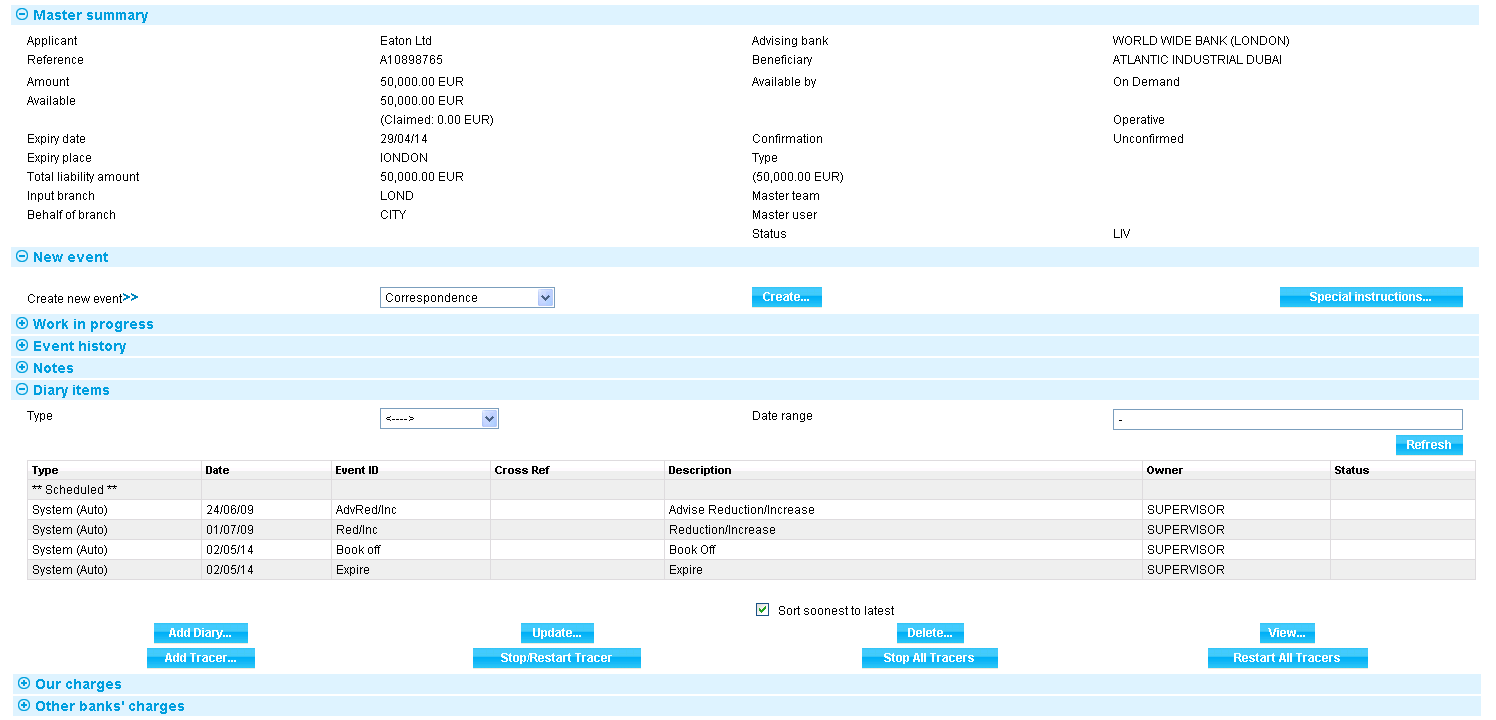 Master summary
Applicant Eaton Ltd Advising bank WORLD WIDE BANK (LONDON)
Reference A10898765 Beneficiary ATLANTIC INDUSTRIAL DUBAI
Amount 50,000.00 EUR Available by On Demand
Available 50,000.00 EUR
(Claimed: 0.00 EUR) Operative
Expiry date 29/04/14 Confirmation Unconfirmed
Expiry place lONDON Type
Total liability amount 50,000.00 EUR (50,000.00 EUR)
Input branch LOND Master team
Behalf of branch CITY Master user
Status LIV
New event
Create new event>> Correspondence Create... Special instructions...
Work in progress
Event history
Notes
Diary items
Type <----> Date range -
Refresh
Type Date Event ID Cross Ref Description Owner Status
** Scheduled **
System (Auto) 24/06/09 AdvRed/Inc Advise Reduction/Increase SUPERVISOR
System (Auto) 01/07/09 Red/Inc Reduction/Increase SUPERVISOR
System (Auto) 02/05/14 Book off Book Off SUPERVISOR
System (Auto) 02/05/14 Expire Expire SUPERVISOR
Sort soonest to latest
Add Diary... Update... Delete... View...
Add Tracer... Stop/Restart Tracer Stop All Tracers Restart All Tracers
Our charges
Other banks' charges